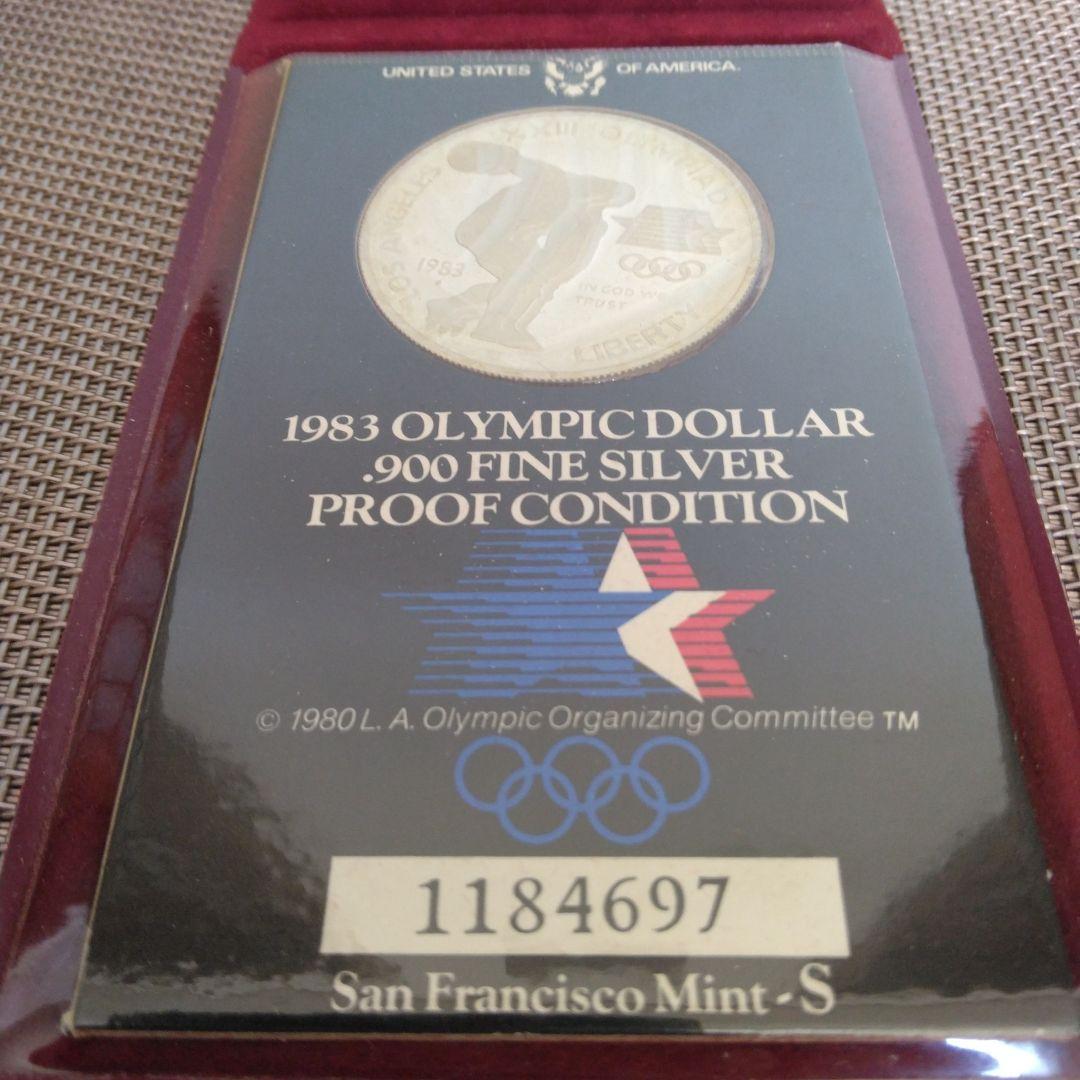 UNITED STATES OF AMERICA.
LOS ANGELES XXIII OLYMPIAD
1983
IN GOD WE
TRUST
LIBERTY
1983 OLYMPIC DOLLAR
.900 FINE SILVER
PROOF CONDITION
© 1980 L. A. Olympic Organizing Committee TM
1184697
San Francisco Mint - S